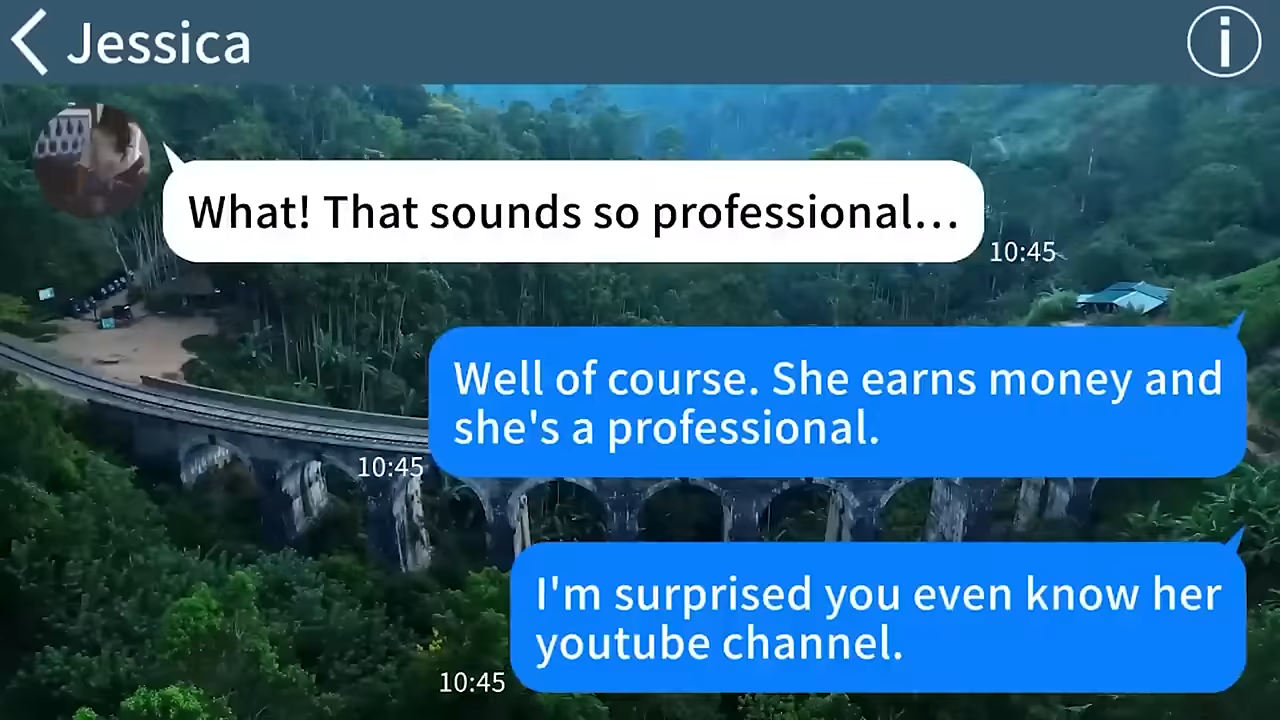 Jessica
What! That sounds so professional...
10:45
Well of course. She earns money and
she's a professional.
10:45
I'm surprised you even know her
youtube channel.
10:45